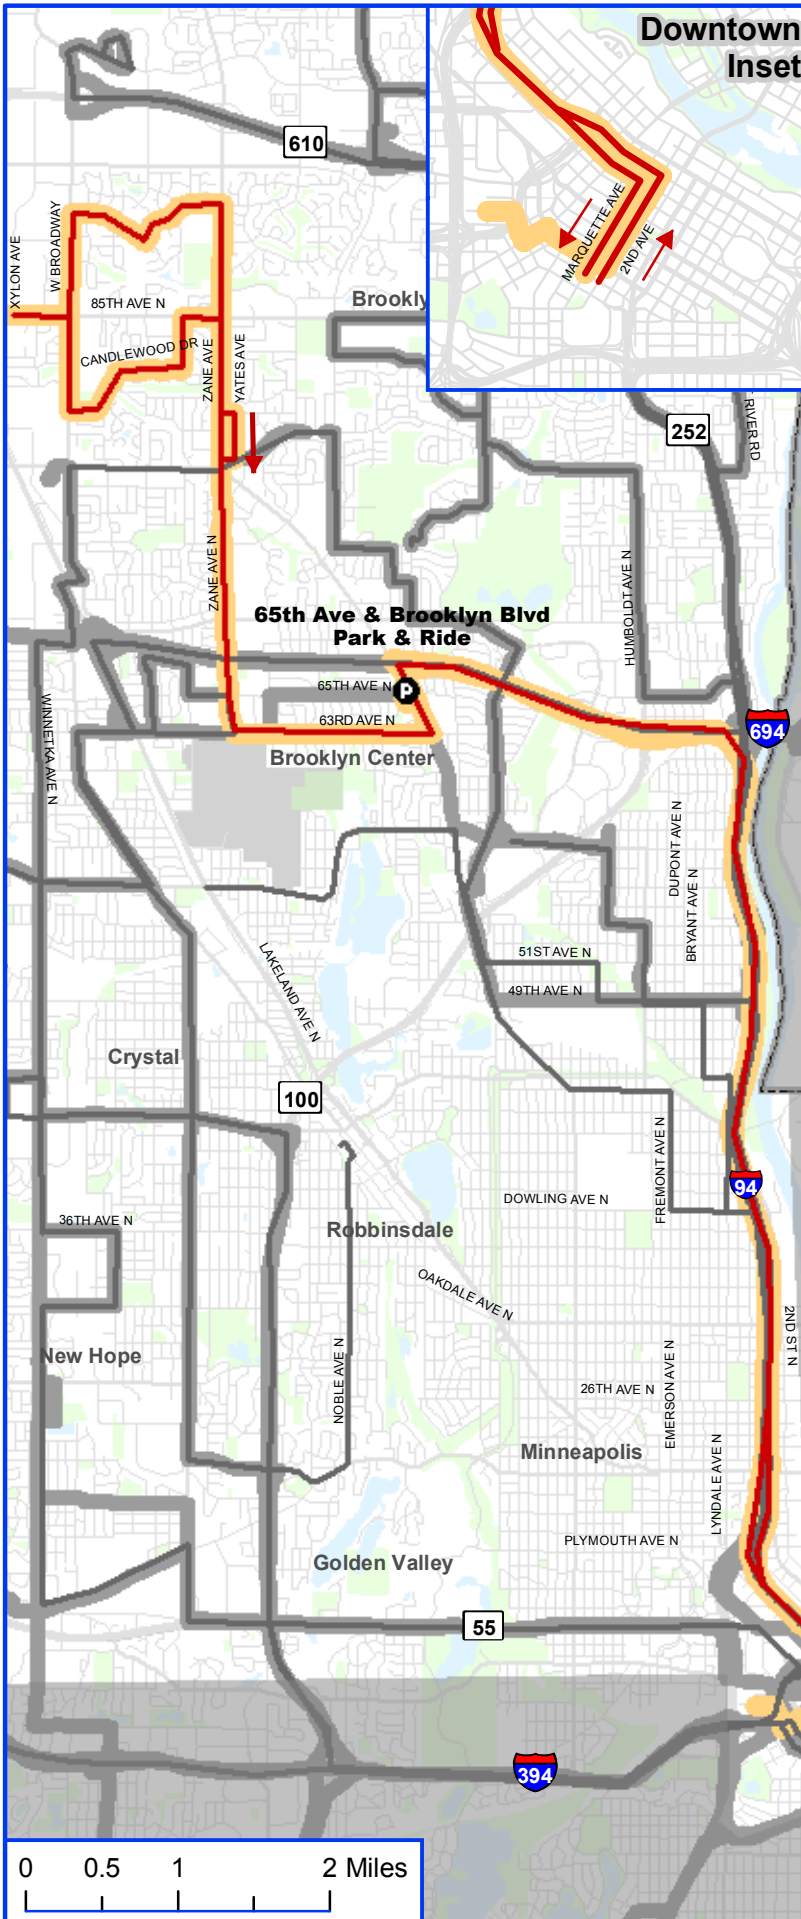 Downtown
Inset
610
MARQUETTE AVE
2ND AVE
XYLON AVE
W BROADWAY
85TH AVE N
CANDLEWOOD DR
ZANE AVE
YATES AVE
Brookly
252
RIVER RD
ZANE AVE N
HUMBOLDT AVE N
65th Ave & Brooklyn Blvd
Park & Ride
65TH AVE N
P
63RD AVE N
694
Brooklyn Center
WINNETKA AVE N
DUPONT AVE N
BRYANT AVE N
LAKELAND AVE N
51ST AVE N
49TH AVE N
Crystal
100
FREMONT AVE N
94
DOWLING AVE N
36TH AVE N
Robbinsdale
OAKDALE AVE N
2ND ST N
New Hope
NOBLE AVE N
EMERSON AVE N
26TH AVE N
Minneapolis
LYNDALE AVE N
PLYMOUTH AVE N
Golden Valley
55
394
0 0.5 1 2 Miles